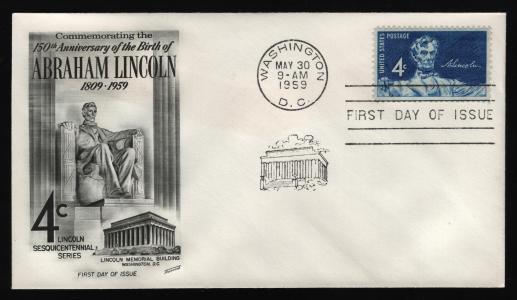 Commemorating the
150th Anniversary of the Birth of
ABRAHAM LINCOLN
1809-1959
4c
LINCOLN
SESQUICENTENNIAL
SERIES
LINCOLN MEMORIAL BUILDING
WASHINGTON, D.C.
FIRST DAY OF ISSUE
WASHINGTON
MAY 30
9-AM
1959
D. C.
UNITED STATES POSTAGE
4c
A. Lincoln
FIRST DAY OF ISSUE